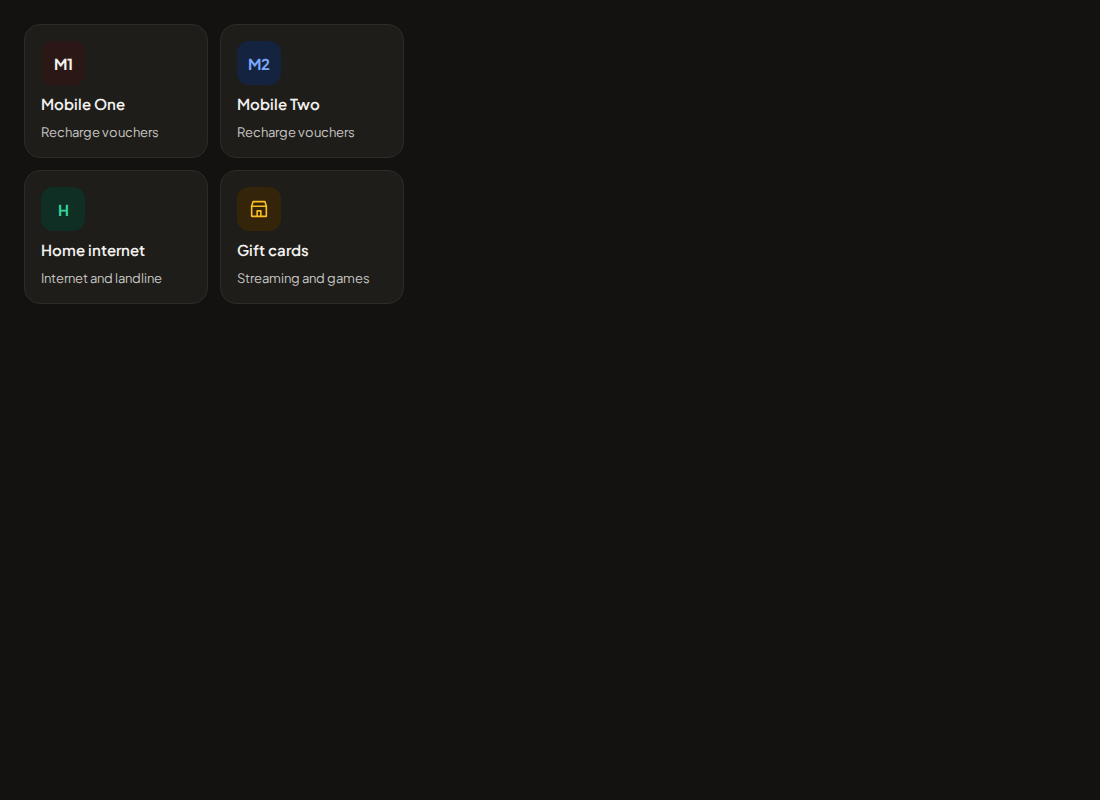 M1
Mobile One
Recharge vouchers
M2
Mobile Two
Recharge vouchers
H
Home internet
Internet and landline
Gift cards
Streaming and games